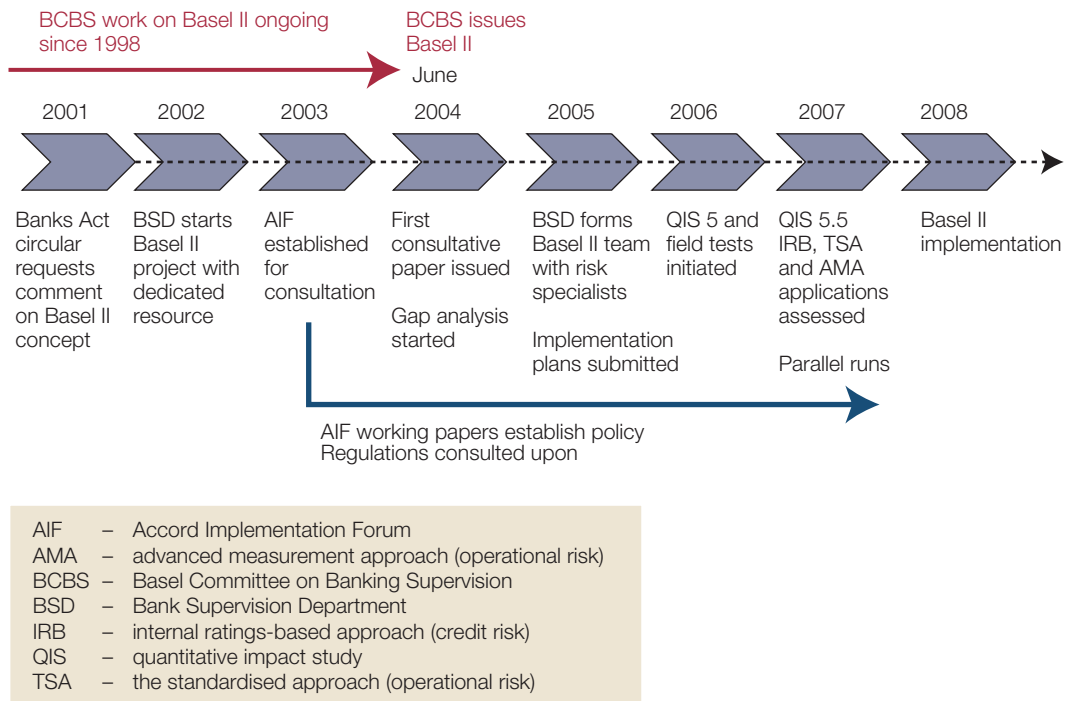 BCBS work on Basel II ongoing
since 1998
BCBS issues
Basel II
June
2001
2002
2003
2004
2005
2006
2007
2008
Banks Act
circular
requests
comment
on Basel II
concept
BSD starts
Basel II
project with
dedicated
resource
AIF
established
for
consultation
First
consultative
paper issued
Gap analysis
started
BSD forms
Basel II team
with risk
specialists
Implementation
plans submitted
QIS 5 and
field tests
initiated
QIS 5.5
IRB, TSA
and AMA
applications
assessed
Parallel runs
Basel II
implementation
AIF working papers establish policy
Regulations consulted upon
AIF – Accord Implementation Forum
AMA – advanced measurement approach (operational risk)
BCBS – Basel Committee on Banking Supervision
BSD – Bank Supervision Department
IRB – internal ratings-based approach (credit risk)
QIS – quantitative impact study
TSA – the standardised approach (operational risk)